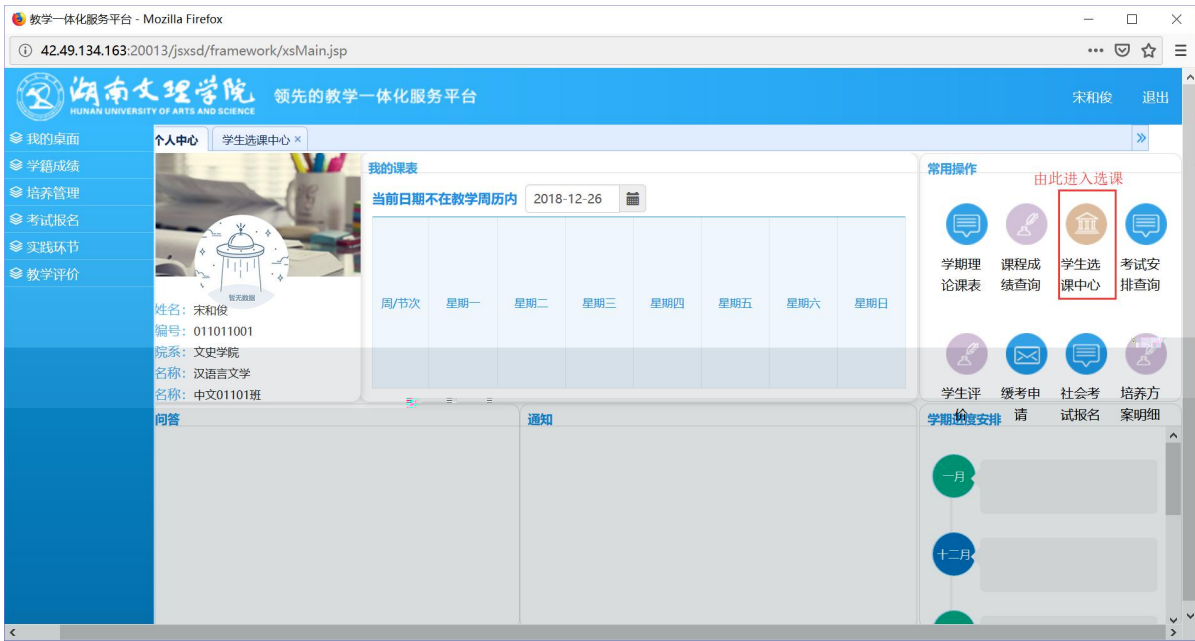 教学一体化服务平台 - Mozilla Firefox
42.49.134.163:20013/jsxsd/framework/xsMain.jsp
湖南文理学院
HUNAN UNIVERSITY OF ARTS AND SCIENCE
领先的教学一体化服务平台
宋和俊 退出
我的桌面
学籍成绩
培养管理
考试报名
实践环节
教学评价
个人中心 学生选课中心 ×
暂无数据
姓名：宋和俊
编号：011011001
院系：文史学院
名称：汉语言文学
名称：中文01101班
我的课表
当前日期不在教学周历内 2018-12-26
周/节次 星期一 星期二 星期三 星期四 星期五 星期六 星期日
常用操作
由此进入选课
学期理论课表
课程成绩查询
学生选课中心
考试安排查询
学生评价
缓考申请
社会考试报名
培养方案明细
问答
通知
学期进度安排
一月
十二月